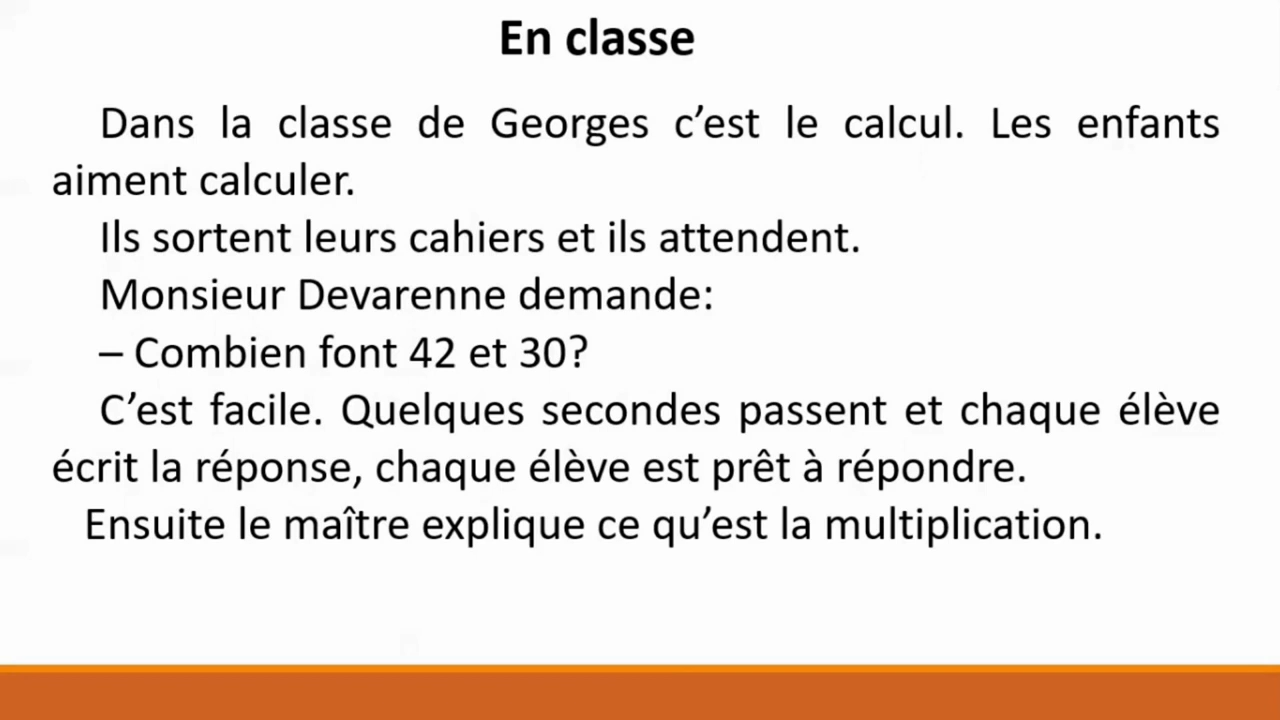 En classe
Dans la classe de Georges c’est le calcul. Les enfants
aiment calculer.
Ils sortent leurs cahiers et ils attendent.
Monsieur Devarenne demande:
– Combien font 42 et 30?
C’est facile. Quelques secondes passent et chaque élève
écrit la réponse, chaque élève est prêt à répondre.
Ensuite le maître explique ce qu’est la multiplication.